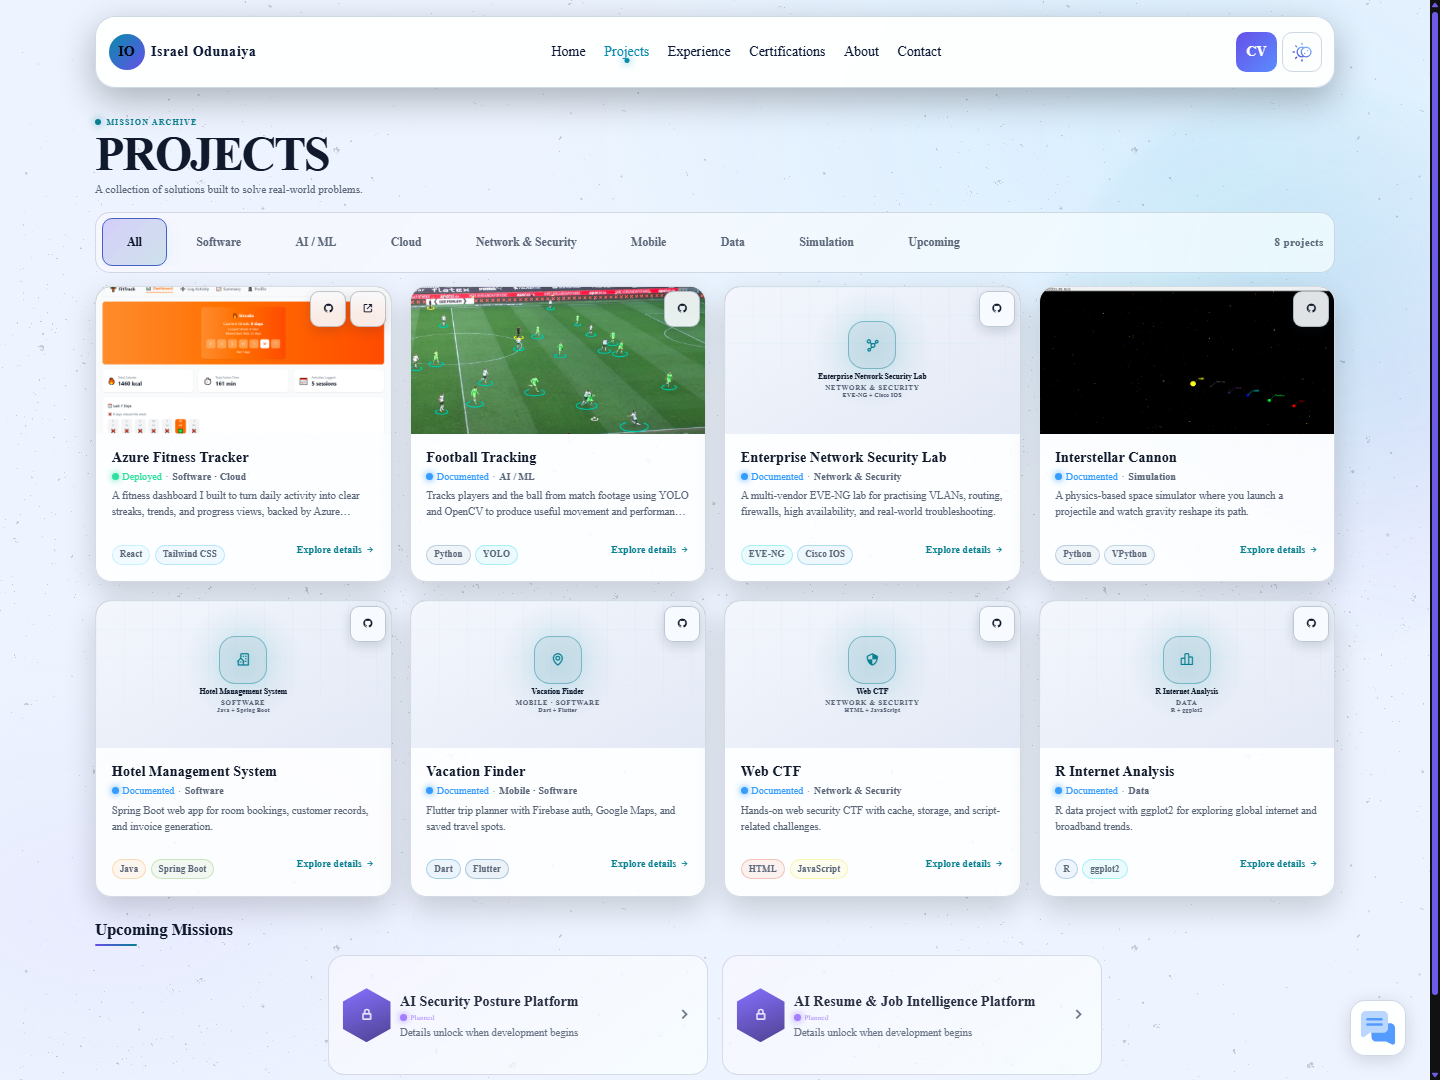 IO Israel Odunaiya
Home Projects Experience Certifications About Contact
CV
MISSION ARCHIVE
PROJECTS
A collection of solutions built to solve real-world problems.
All Software AI / ML Cloud Network & Security Mobile Data Simulation Upcoming 8 projects
1460 kcal 161 min 5 sessions
Azure Fitness Tracker
Deployed · Software · Cloud
A fitness dashboard I built to turn daily activity into clear
streaks, trends, and progress views, backed by Azure…
React Tailwind CSS Explore details →
Football Tracking
Documented · AI / ML
Tracks players and the ball from match footage using YOLO
and OpenCV to produce useful movement and performan…
Python YOLO Explore details →
Enterprise Network Security Lab
NETWORK & SECURITY
EVE-NG + Cisco IOS
Enterprise Network Security Lab
Documented · Network & Security
A multi-vendor EVE-NG lab for practising VLANs, routing,
firewalls, high availability, and real-world troubleshooting.
EVE-NG Cisco IOS Explore details →
Interstellar Cannon
Documented · Simulation
A physics-based space simulator where you launch a
projectile and watch gravity reshape its path.
Python VPython Explore details →
Hotel Management System
SOFTWARE
Java + Spring Boot
Hotel Management System
Documented · Software
Spring Boot web app for room bookings, customer records,
and invoice generation.
Java Spring Boot Explore details →
Vacation Finder
MOBILE · SOFTWARE
Dart + Flutter
Vacation Finder
Documented · Mobile · Software
Flutter trip planner with Firebase auth, Google Maps, and
saved travel spots.
Dart Flutter Explore details →
Web CTF
NETWORK & SECURITY
HTML + JavaScript
Web CTF
Documented · Network & Security
Hands-on web security CTF with cache, storage, and script-
related challenges.
HTML JavaScript Explore details →
R Internet Analysis
DATA
R + ggplot2
R Internet Analysis
Documented · Data
R data project with ggplot2 for exploring global internet and
broadband trends.
R ggplot2 Explore details →
Upcoming Missions
AI Security Posture Platform
Planned
Details unlock when development begins
AI Resume & Job Intelligence Platform
Planned
Details unlock when development begins